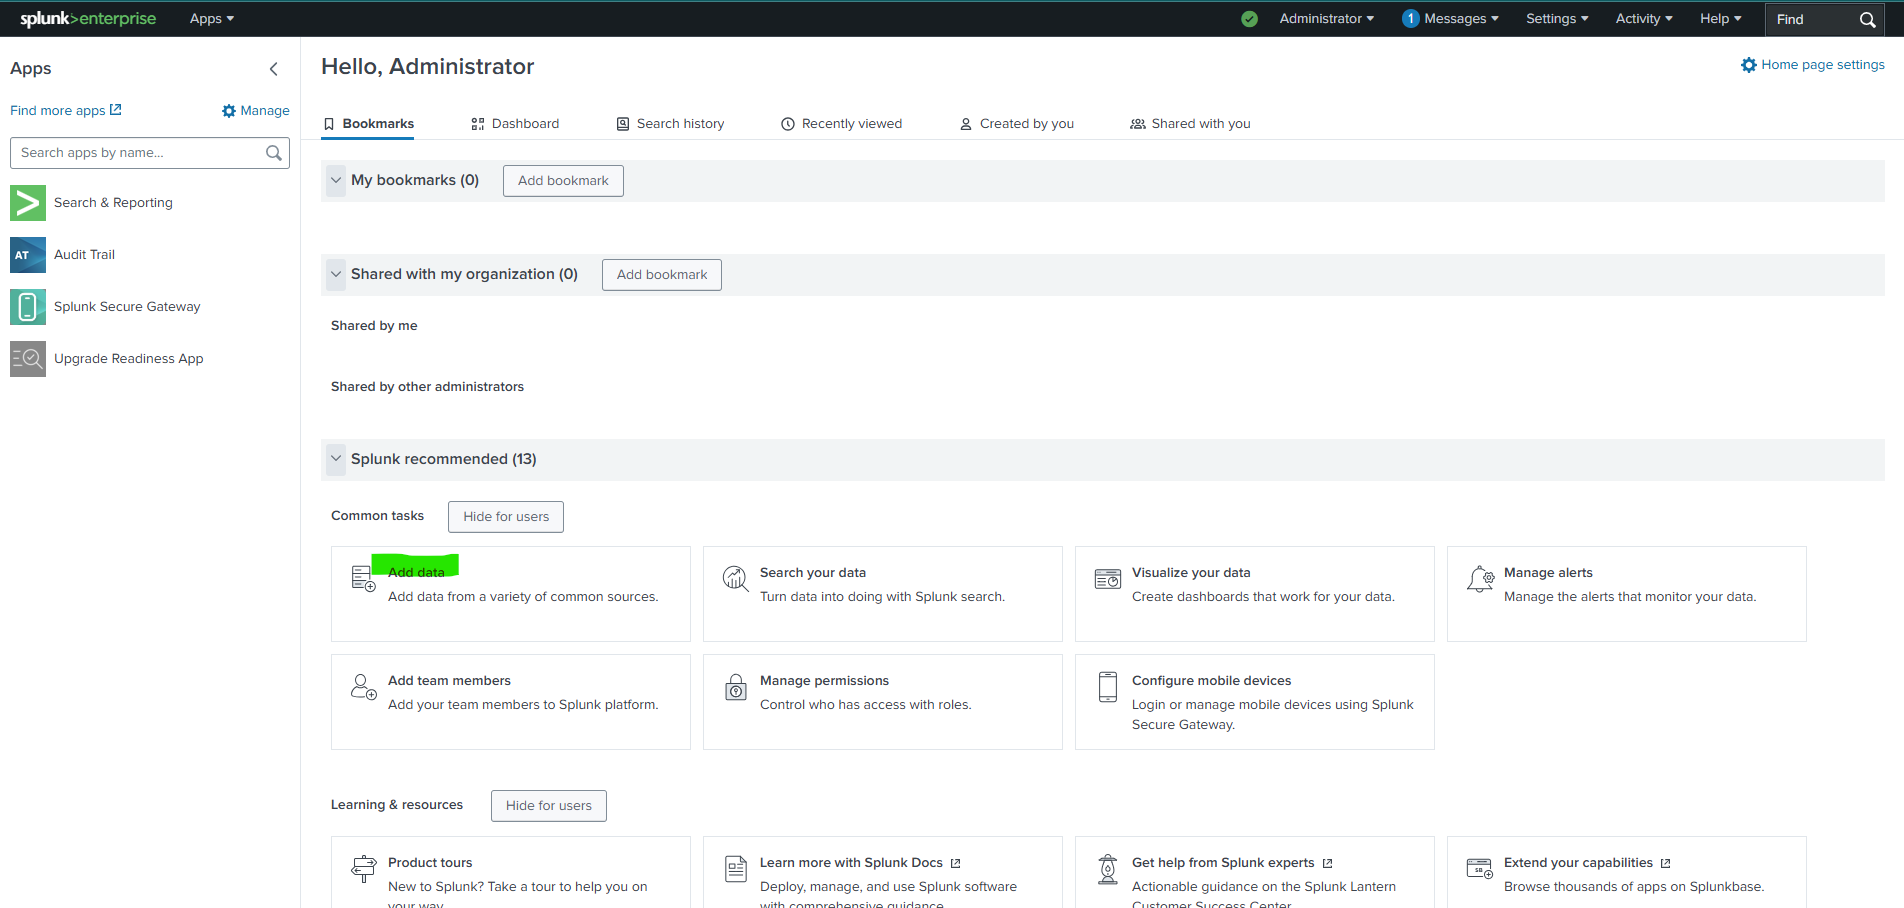 splunk>enterprise Apps Administrator 1 Messages Settings Activity Help Find
Apps
Find more apps Manage
Search apps by name...
Search & Reporting
AT Audit Trail
Splunk Secure Gateway
Upgrade Readiness App
Hello, Administrator
Home page settings
Bookmarks Dashboard Search history Recently viewed Created by you Shared with you
My bookmarks (0) Add bookmark
Shared with my organization (0) Add bookmark
Shared by me
Shared by other administrators
Splunk recommended (13)
Common tasks Hide for users
Add data
Add data from a variety of common sources.
Search your data
Turn data into doing with Splunk search.
Visualize your data
Create dashboards that work for your data.
Manage alerts
Manage the alerts that monitor your data.
Add team members
Add your team members to Splunk platform.
Manage permissions
Control who has access with roles.
Configure mobile devices
Login or manage mobile devices using Splunk
Secure Gateway.
Learning & resources Hide for users
Product tours
New to Splunk? Take a tour to help you on
your way.
Learn more with Splunk Docs
Deploy, manage, and use Splunk software
with comprehensive guidance.
Get help from Splunk experts
Actionable guidance on the Splunk Lantern
Customer Success Center.
Extend your capabilities
Browse thousands of apps on Splunkbase.